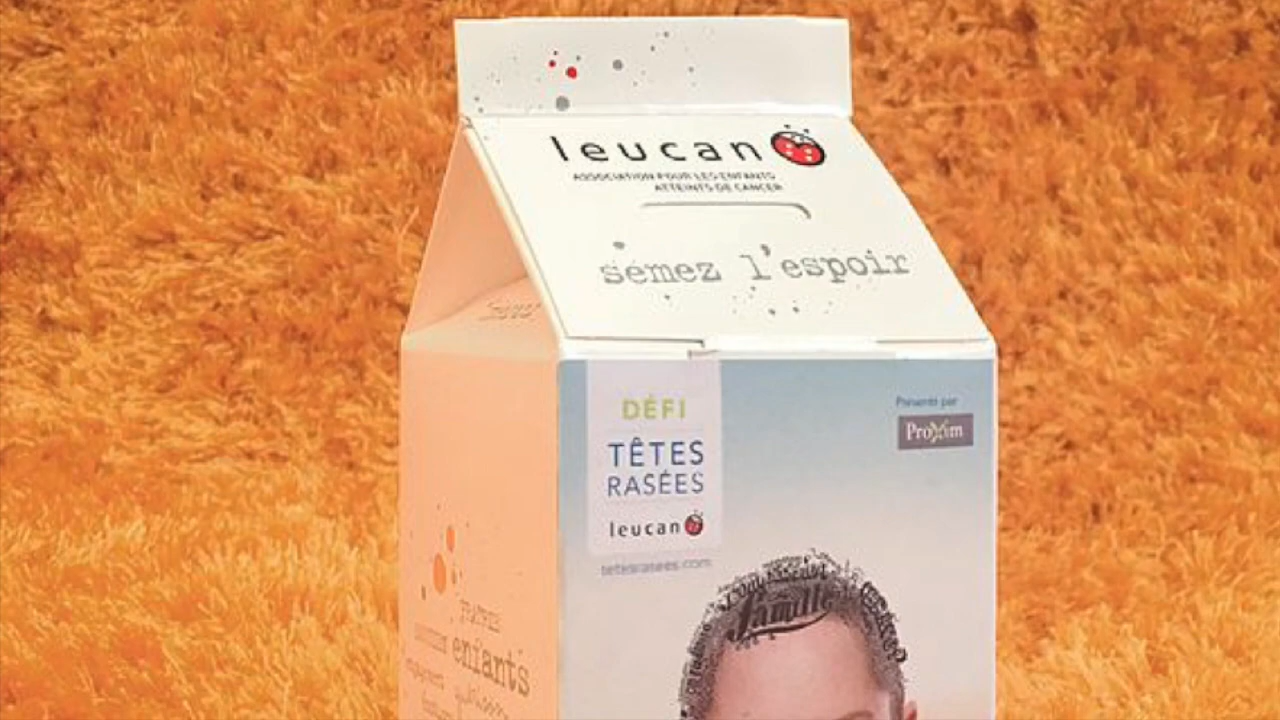 leucan
ASSOCIATION POUR LES ENFANTS
ATTEINTS DE CANCER
semez l'espoir
DÉFI
TÊTES
RASÉES
leucan
tetesrasees.com
Présenté par
Proxim
famille
enfants